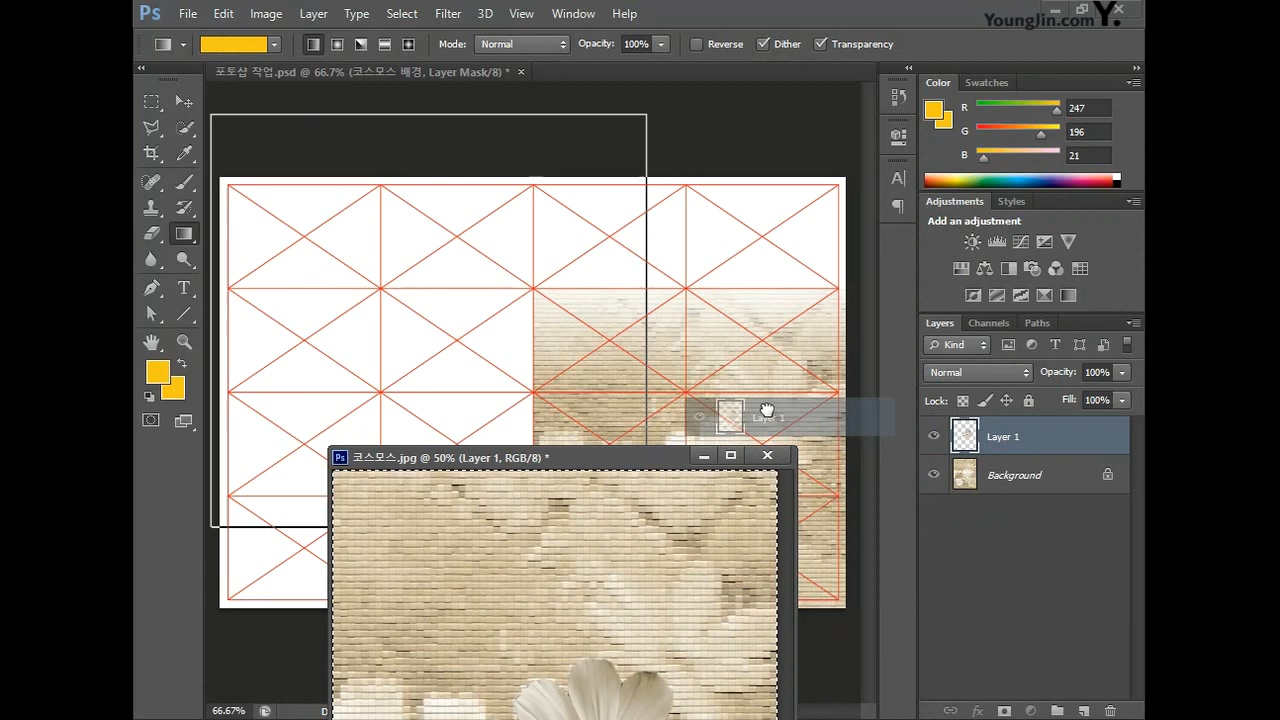 Ps File Edit Image Layer Type Select Filter 3D View Window Help
YoungJin.com Y.
Mode: Normal Opacity: 100% Reverse Dither Transparency
포토샵 작업.psd @ 66.7% (코스모스 배경, Layer Mask/8) * ×
Color Swatches
R 247
G 196
B 21
Adjustments Styles
Add an adjustment
Layers Channels Paths
Kind
Normal Opacity: 100%
Lock: Fill: 100%
Layer 1
Layer 1
Background
Ps 코스모스.jpg @ 50% (Layer 1, RGB/8) *
66.67% D